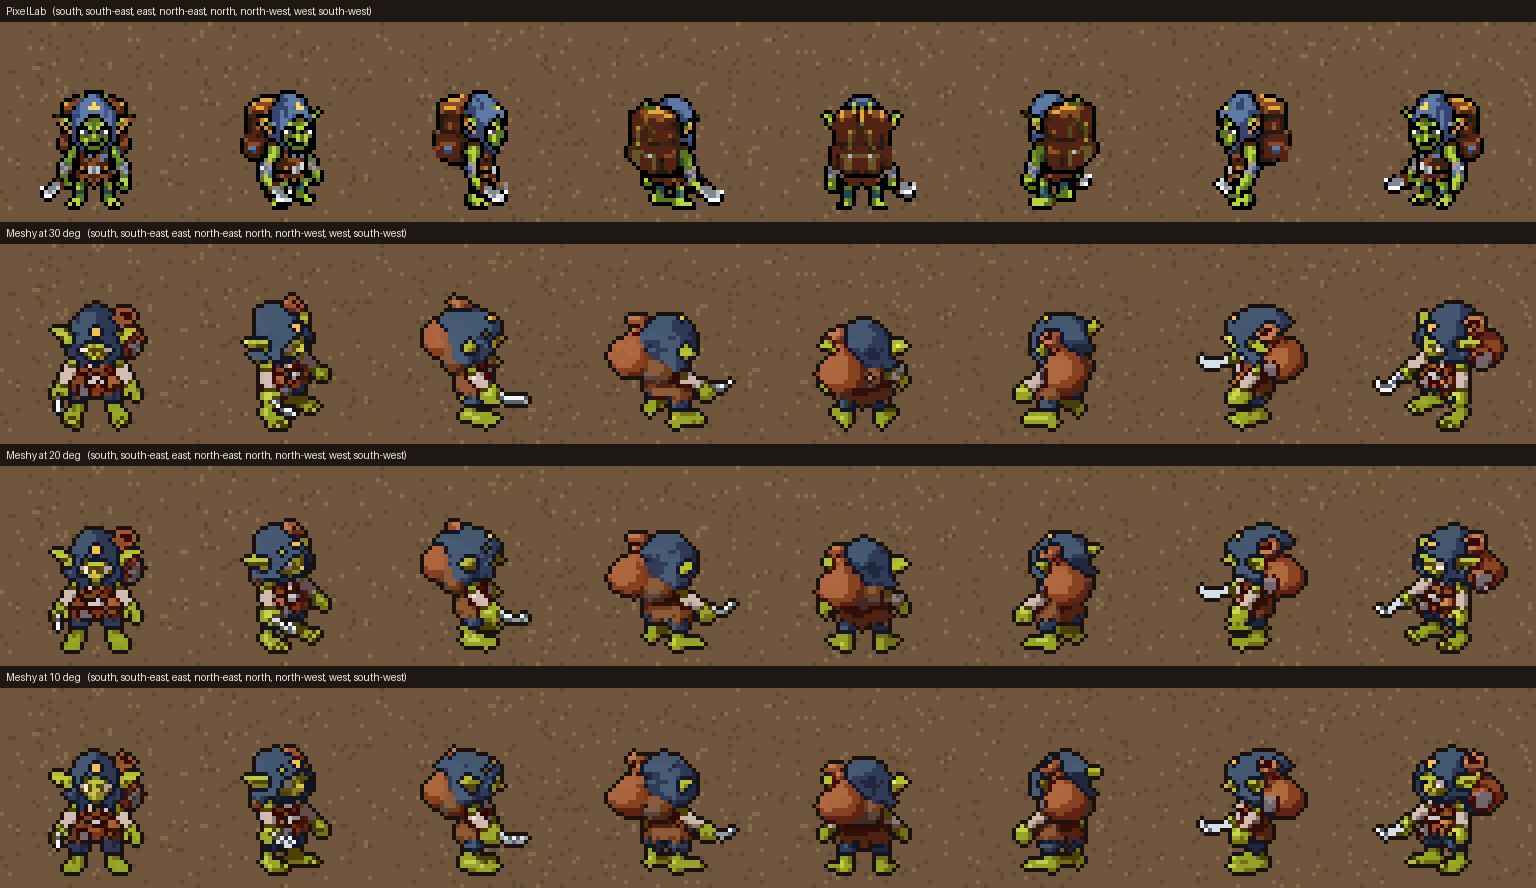 PixelLab (south, south-east, east, north-east, north, north-west, west, south-west)
Meshy at 30 deg (south, south-east, east, north-east, north, north-west, west, south-west)
Meshy at 20 deg (south, south-east, east, north-east, north, north-west, west, south-west)
Meshy at 10 deg (south, south-east, east, north-east, north, north-west, west, south-west)